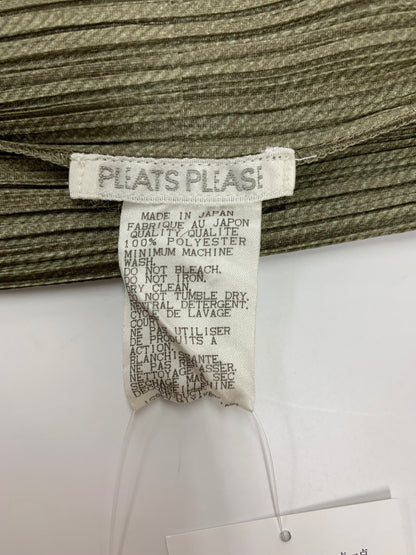 PLEATS PLEASE
MADE IN JAPAN
FABRIQUE AU JAPON
QUALITY QUALITE
100% POLYESTER
MINIMUM MACHINE
WASH.
DO NOT BLEACH.
DO NOT IRON.
DRY CLEAN.
DO NOT TUMBLE DRY.
NEUTRAL DETERGENT.
CYCLE DE LAVAGE
COURT.
NE PAS UTILISER
DE PRODUITS A
ACTION.
BLANCHISSANTE.
NE PAS REPASSER.
NETTOYAGE SEC
SECHAGE